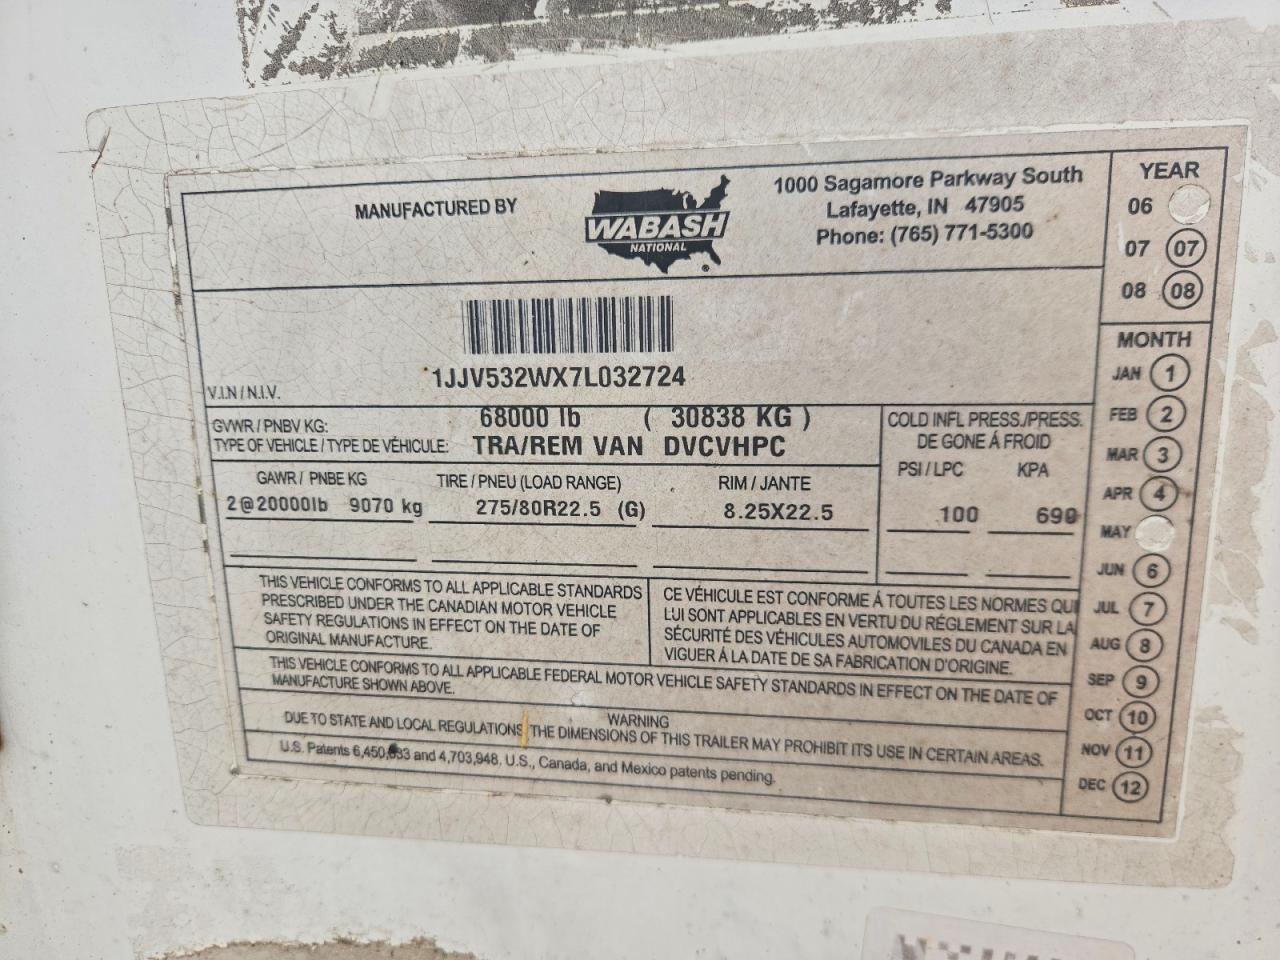 MANUFACTURED BY
WABASH
NATIONAL
®
1000 Sagamore Parkway South
Lafayette, IN 47905
Phone: (765) 771-5300
YEAR
06
07 07
08 08
1JJV532WX7L032724
V.I.N / N.I.V.
MONTH
JAN 1
FEB 2
MAR 3
APR 4
MAY
JUN 6
JUL 7
AUG 8
SEP 9
OCT 10
NOV 11
DEC 12
GVWR / PNBV KG: 68000 lb ( 30838 KG )
TYPE OF VEHICLE / TYPE DE VÉHICULE: TRA/REM VAN DVCVHPC
COLD INFL PRESS./PRESS.
DE GONE Á FROID
PSI / LPC KPA
100 690
GAWR / PNBE KG TIRE / PNEU (LOAD RANGE) RIM / JANTE
2@20000lb 9070 kg 275/80R22.5 (G) 8.25X22.5
THIS VEHICLE CONFORMS TO ALL APPLICABLE STANDARDS
PRESCRIBED UNDER THE CANADIAN MOTOR VEHICLE
SAFETY REGULATIONS IN EFFECT ON THE DATE OF
ORIGINAL MANUFACTURE.
CE VÉHICULE EST CONFORME Á TOUTES LES NORMES QUI
LUI SONT APPLICABLES EN VERTU DU RÉGLEMENT SUR LA
SÉCURITÉ DES VÉHICULES AUTOMOVILES DU CANADA EN
VIGUER Á LA DATE DE SA FABRICATION D'ORIGINE.
THIS VEHICLE CONFORMS TO ALL APPLICABLE FEDERAL MOTOR VEHICLE SAFETY STANDARDS IN EFFECT ON THE DATE OF
MANUFACTURE SHOWN ABOVE.
WARNING
DUE TO STATE AND LOCAL REGULATIONS THE DIMENSIONS OF THIS TRAILER MAY PROHIBIT ITS USE IN CERTAIN AREAS.
U.S. Patents and 4,703,948, U.S., Canada, and Mexico patents pending.